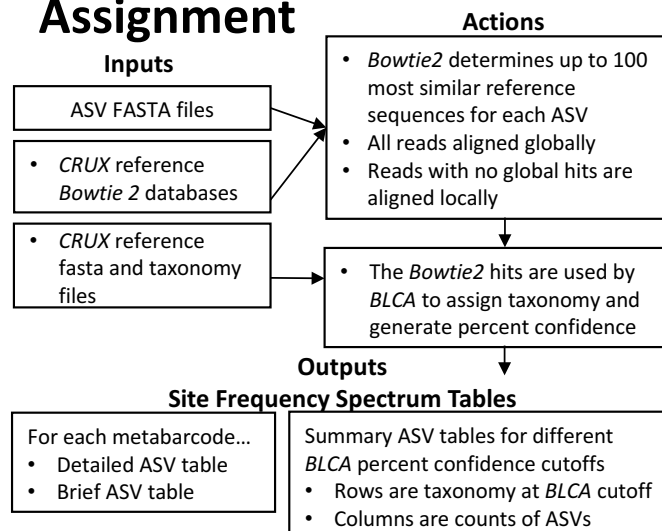 Assignment
Inputs
ASV FASTA files
• CRUX reference
Bowtie 2 databases
• CRUX reference
fasta and taxonomy
files
Actions
• Bowtie2 determines up to 100
most similar reference
sequences for each ASV
• All reads aligned globally
• Reads with no global hits are
aligned locally
• The Bowtie2 hits are used by
BLCA to assign taxonomy and
generate percent confidence
Outputs
Site Frequency Spectrum Tables
For each metabarcode…
• Detailed ASV table
• Brief ASV table
Summary ASV tables for different
BLCA percent confidence cutoffs
• Rows are taxonomy at BLCA cutoff
• Columns are counts of ASVs